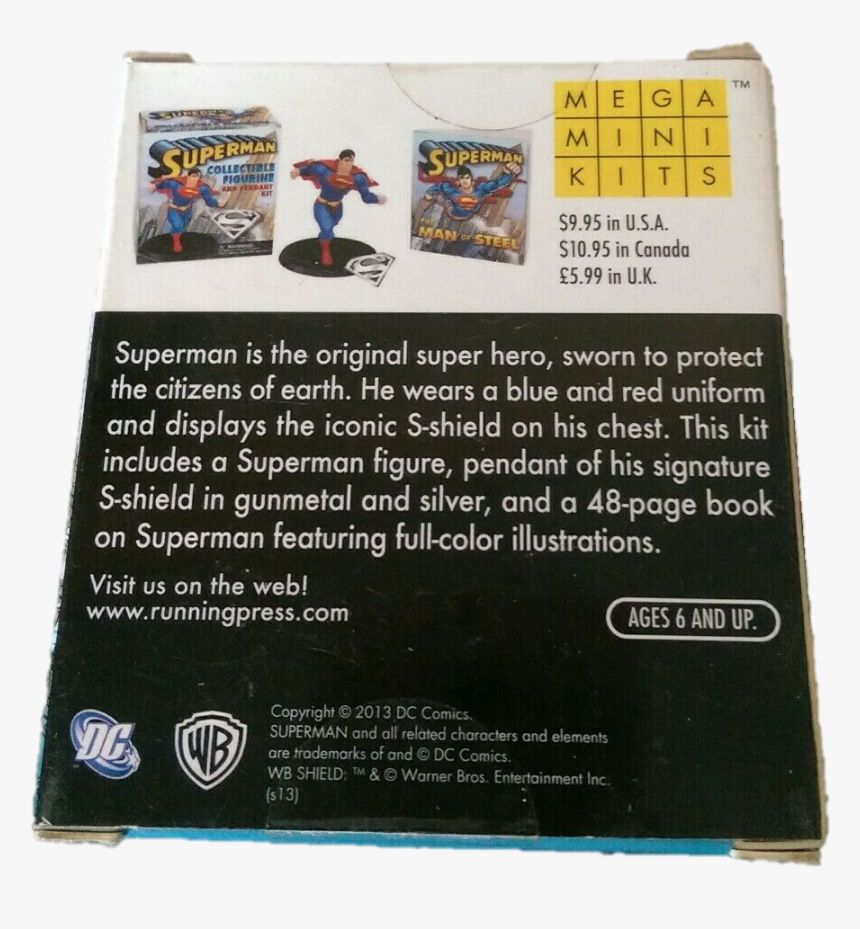 SUPERMAN
SUPERMAN
COLLECTIBLE
FIGURINE
AND PENDANT
KIT
WARNING
SUPERMAN
THE
MAN OF STEEL
MEGA ™
MINI
KITS
$9.95 in U.S.A.
$10.95 in Canada
£5.99 in U.K.
Superman is the original super hero, sworn to protect
the citizens of earth. He wears a blue and red uniform
and displays the iconic S-shield on his chest. This kit
includes a Superman figure, pendant of his signature
S-shield in gunmetal and silver, and a 48-page book
on Superman featuring full-color illustrations.
Visit us on the web!
www.runningpress.com
AGES 6 AND UP.
DC
WB
Copyright © 2013 DC Comics.
SUPERMAN and all related characters and elements
are trademarks of and © DC Comics.
WB SHIELD: ™ & © Warner Bros. Entertainment Inc.
(s13)